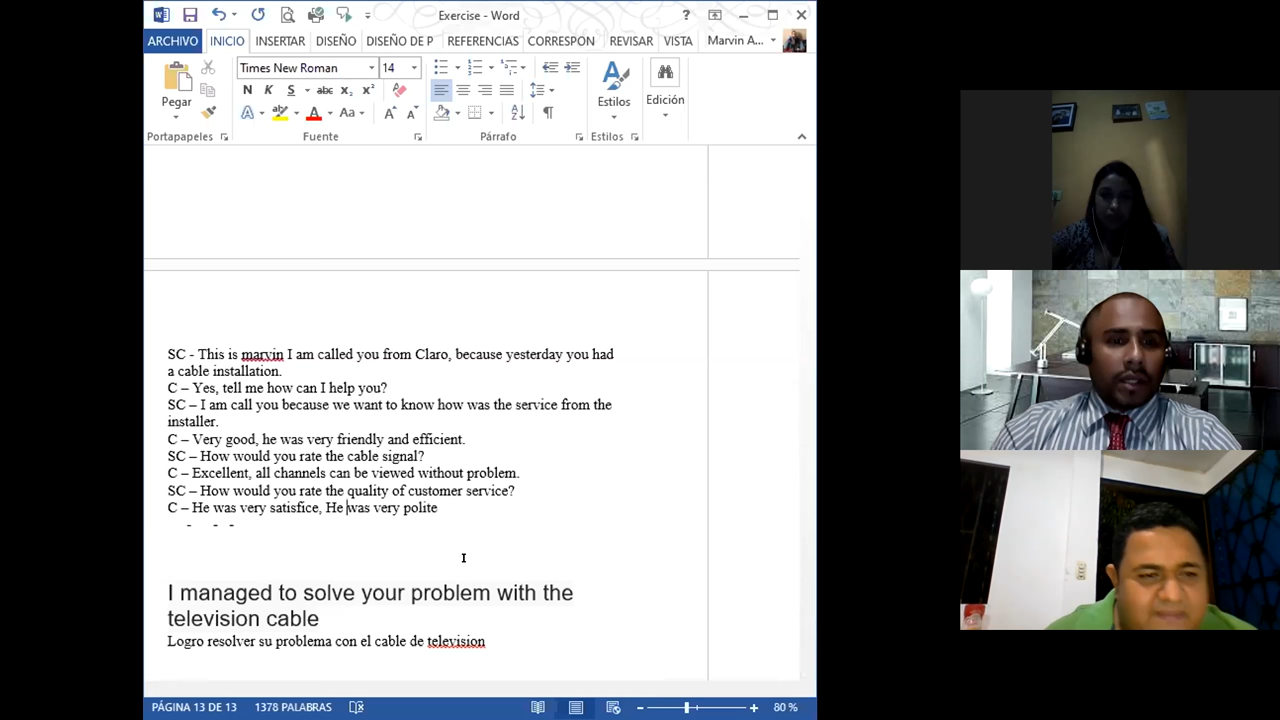 Exercise - Word
ARCHIVO INICIO INSERTAR DISEÑO DISEÑO DE P REFERENCIAS CORRESPON REVISAR VISTA Marvin A...
Times New Roman 14
Pegar
N K S abc x₂ x²
A A Aa A A
Estilos
Edición
Portapapeles Fuente Párrafo Estilos
SC - This is marvin I am called you from Claro, because yesterday you had
a cable installation.
C – Yes, tell me how can I help you?
SC – I am call you because we want to know how was the service from the
installer.
C – Very good, he was very friendly and efficient.
SC – How would you rate the cable signal?
C – Excellent, all channels can be viewed without problem.
SC – How would you rate the quality of customer service?
C – He was very satisfice, He was very polite
I managed to solve your problem with the
television cable
Logro resolver su problema con el cable de television
PÁGINA 13 DE 13 1378 PALABRAS 80 %